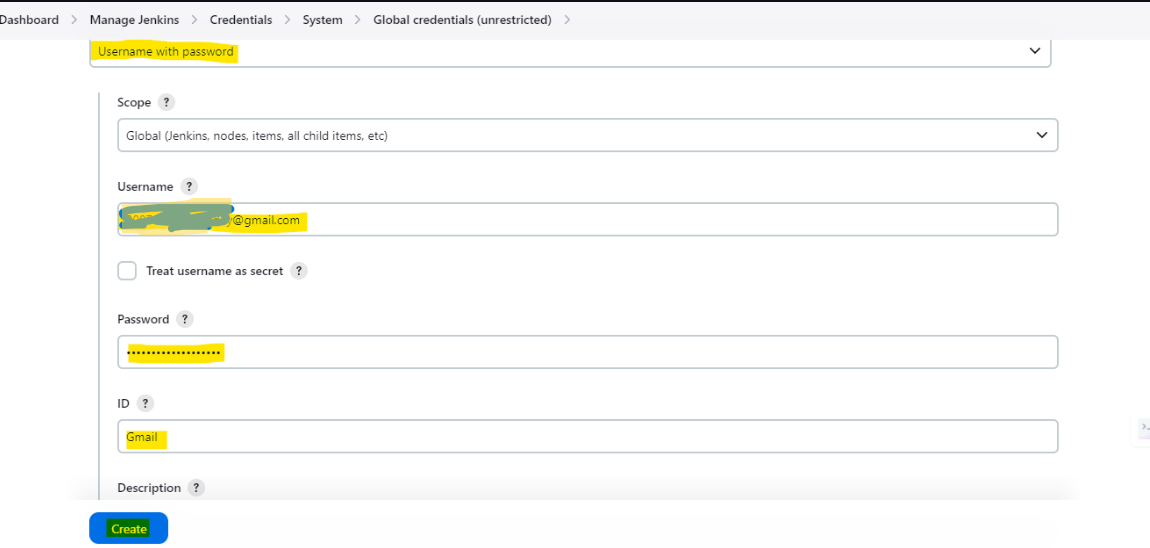 Dashboard > Manage Jenkins > Credentials > System > Global credentials (unrestricted) >
Username with password
Scope ?
Global (Jenkins, nodes, items, all child items, etc)
Username ?
@gmail.com
Treat username as secret ?
Password ?
ID ?
Gmail
Description ?
Create